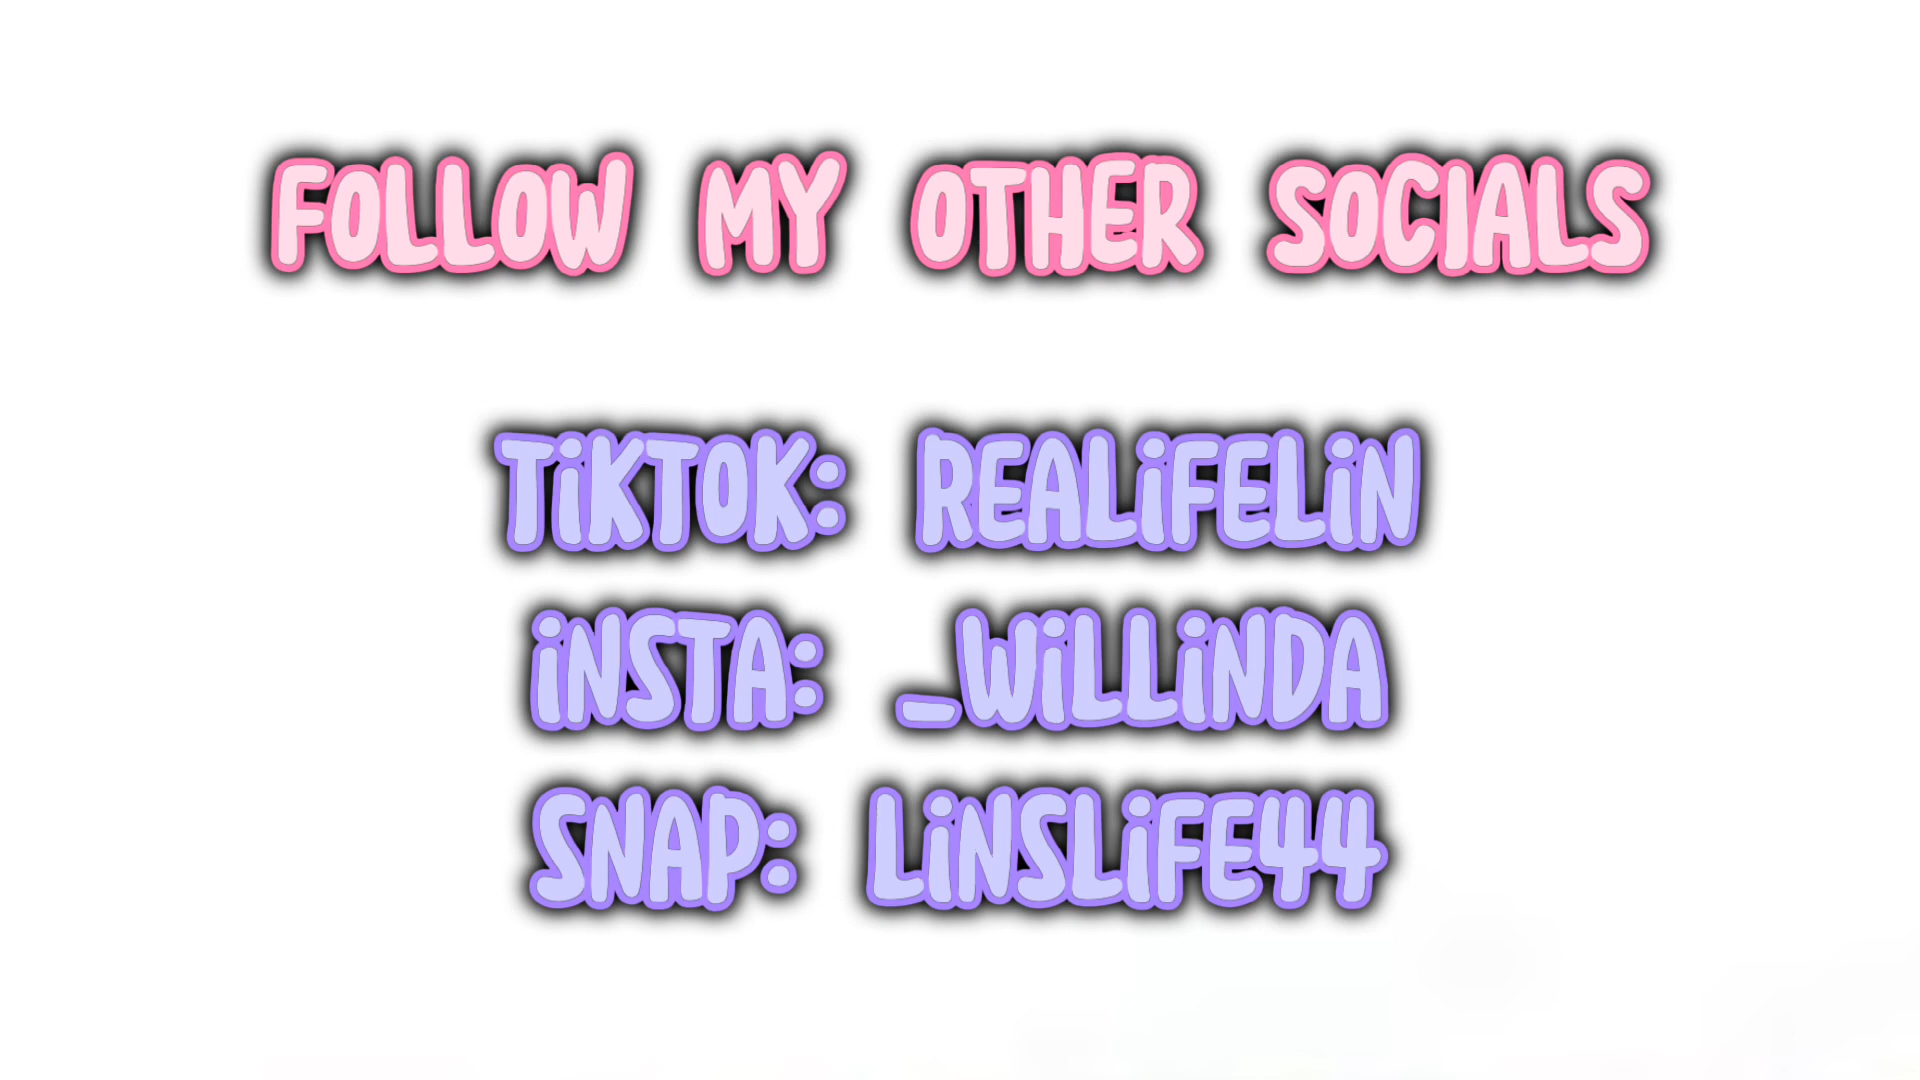 FOLLOW MY OTHER SOCIALS
TiKTOK: REALiFELiN
iNSTA: _WiLLiNDA
SNAP: LiNSLiFE44